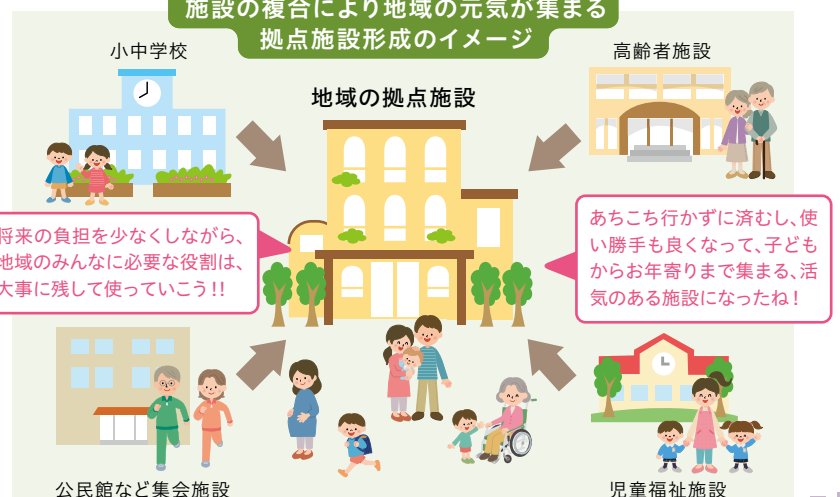 施設の複合により地域の元気が集まる
拠点施設形成のイメージ
小中学校
高齢者施設
地域の拠点施設
将来の負担を少なくしながら、
地域のみんなに必要な役割は、
大事に残して使っていこう!!
あちこち行かずに済むし、使
い勝手も良くなって、子ども
からお年寄りまで集まる、活
気のある施設になったね!
公民館など集会施設
児童福祉施設